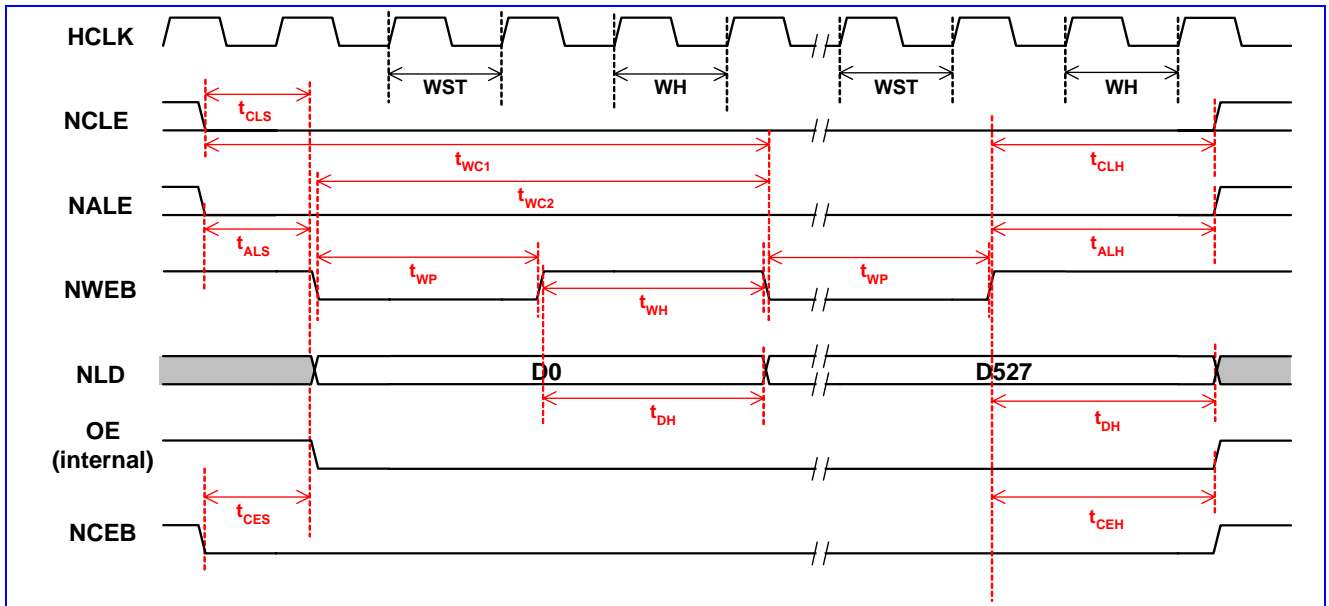 HCLK
WST WH WST WH
NCLE
tCLS
tWC1
tCLH
NALE
tWC2
tALS
tALH
NWEB
tWP
tWP
tWH
NLD
D0 D527
tDH
tDH
OE
(internal)
tCES
tCEH
NCEB